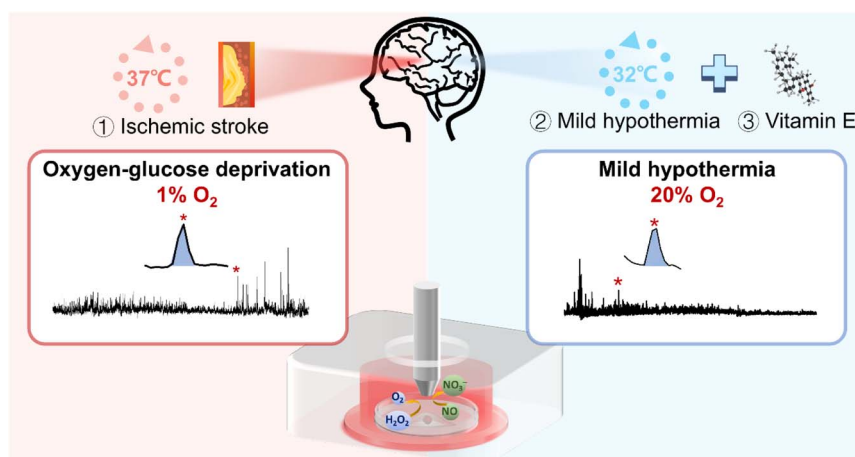 37℃
① Ischemic stroke
32℃
② Mild hypothermia ③ Vitamin E
Oxygen-glucose deprivation
1% O₂
*
*
Mild hypothermia
20% O₂
*
*
O₂
NO₃⁻
H₂O₂
NO